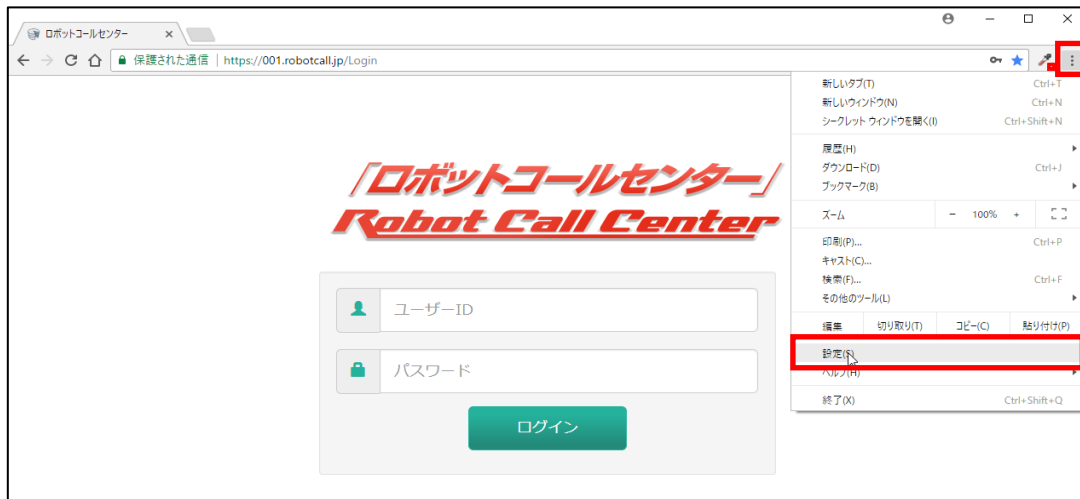 ロボットコールセンター
保護された通信 https://001.robotcall.jp/Login
新しいタブ(T) Ctrl+T
新しいウィンドウ(N) Ctrl+N
シークレット ウィンドウを開く(I) Ctrl+Shift+N
履歴(H)
ダウンロード(D) Ctrl+J
ブックマーク(B)
ズーム - 100% +
印刷(P)... Ctrl+P
キャスト(C)...
検索(F)... Ctrl+F
その他のツール(L)
編集 切り取り(T) コピー(C) 貼り付け(P)
設定(S)
ヘルプ(H)
終了(X) Ctrl+Shift+Q
「ロボットコールセンター」
Robot Call Center
ユーザーID
パスワード
ログイン